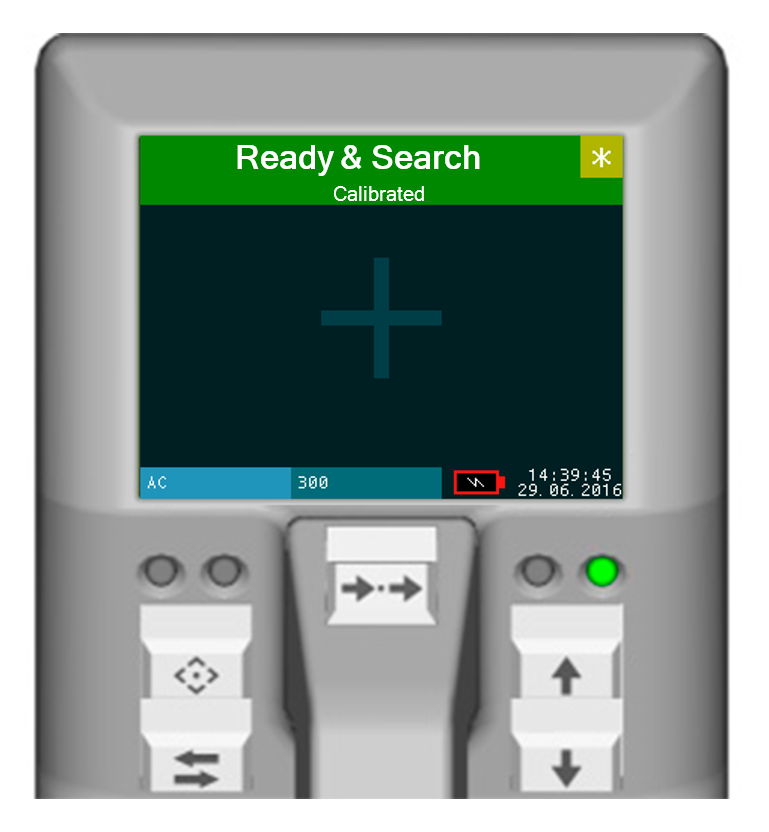 Ready & Search
Calibrated
AC 300 14:39:45
29.06.2016